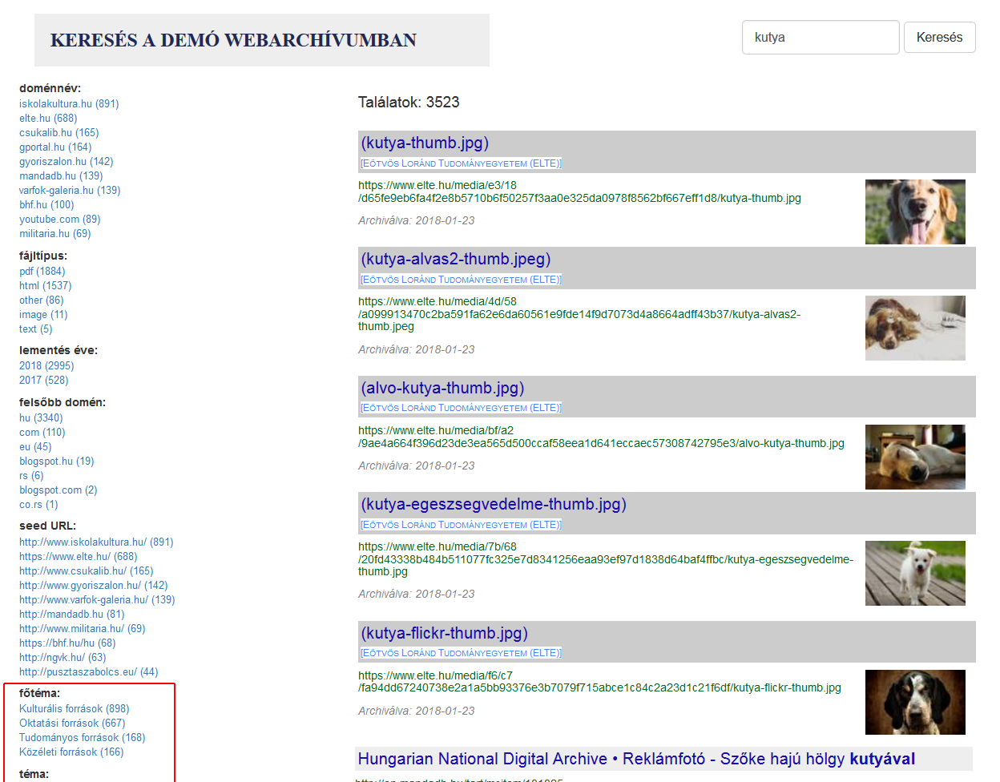 KERESÉS A DEMÓ WEBARCHÍVUMBAN
kutya
Keresés
doménnév:
iskolakultura.hu (891)
elte.hu (688)
csukalib.hu (165)
gportal.hu (164)
gyoriszalon.hu (142)
mandadb.hu (139)
varfok-galeria.hu (139)
bhf.hu (100)
youtube.com (89)
militaria.hu (69)
fájltípus:
pdf (1884)
html (1537)
other (86)
image (11)
text (5)
lementés éve:
2018 (2995)
2017 (528)
felsőbb domén:
hu (3340)
com (110)
eu (45)
blogspot.hu (19)
rs (6)
blogspot.com (2)
co.rs (1)
seed URL:
http://www.iskolakultura.hu/ (891)
https://www.elte.hu/ (688)
http://www.csukalib.hu/ (165)
http://www.gyoriszalon.hu/ (142)
http://www.varfok-galeria.hu/ (139)
http://mandadb.hu (81)
http://www.militaria.hu/ (69)
https://bhf.hu/hu (68)
http://ngvk.hu/ (63)
http://pusztaszabolcs.eu/ (44)
főtéma:
Kulturális források (898)
Oktatási források (667)
Tudományos források (168)
Közéleti források (166)
téma:
Találatok: 3523
(kutya-thumb.jpg)
[Eötvös Loránd Tudományegyetem (ELTE)]
https://www.elte.hu/media/e3/18
/d65fe9eb6fa4f2e8b5710b6f50257f3aa0e325da0978f8562bf667eff1d8/kutya-thumb.jpg
Archiválva: 2018-01-23
(kutya-alvas2-thumb.jpeg)
[Eötvös Loránd Tudományegyetem (ELTE)]
https://www.elte.hu/media/4d/58
/a099913470c2ba591fa62e6da60561e9fde14f9d7073d4a8664adff43b37/kutya-alvas2-
thumb.jpeg
Archiválva: 2018-01-23
(alvo-kutya-thumb.jpg)
[Eötvös Loránd Tudományegyetem (ELTE)]
https://www.elte.hu/media/bf/a2
/9ae4a664f396d23de3ea565d500ccaf58eea1d641eccaec57308742795e3/alvo-kutya-thumb.jpg
Archiválva: 2018-01-23
(kutya-egeszsegvedelme-thumb.jpg)
[Eötvös Loránd Tudományegyetem (ELTE)]
https://www.elte.hu/media/7b/68
/20fd43338b484b511077fc325e7d8341256eaa93ef97d1838d64baf4ffbc/kutya-egeszsegvedelme-
thumb.jpg
Archiválva: 2018-01-23
(kutya-flickr-thumb.jpg)
[Eötvös Loránd Tudományegyetem (ELTE)]
https://www.elte.hu/media/f6/c7
/fa94dd67240738e2a1a5bb93376e3b7079f715abce1c84c2a23d1c21f6df/kutya-flickr-thumb.jpg
Archiválva: 2018-01-23
Hungarian National Digital Archive • Reklámfotó - Szőke hajú hölgy kutyával